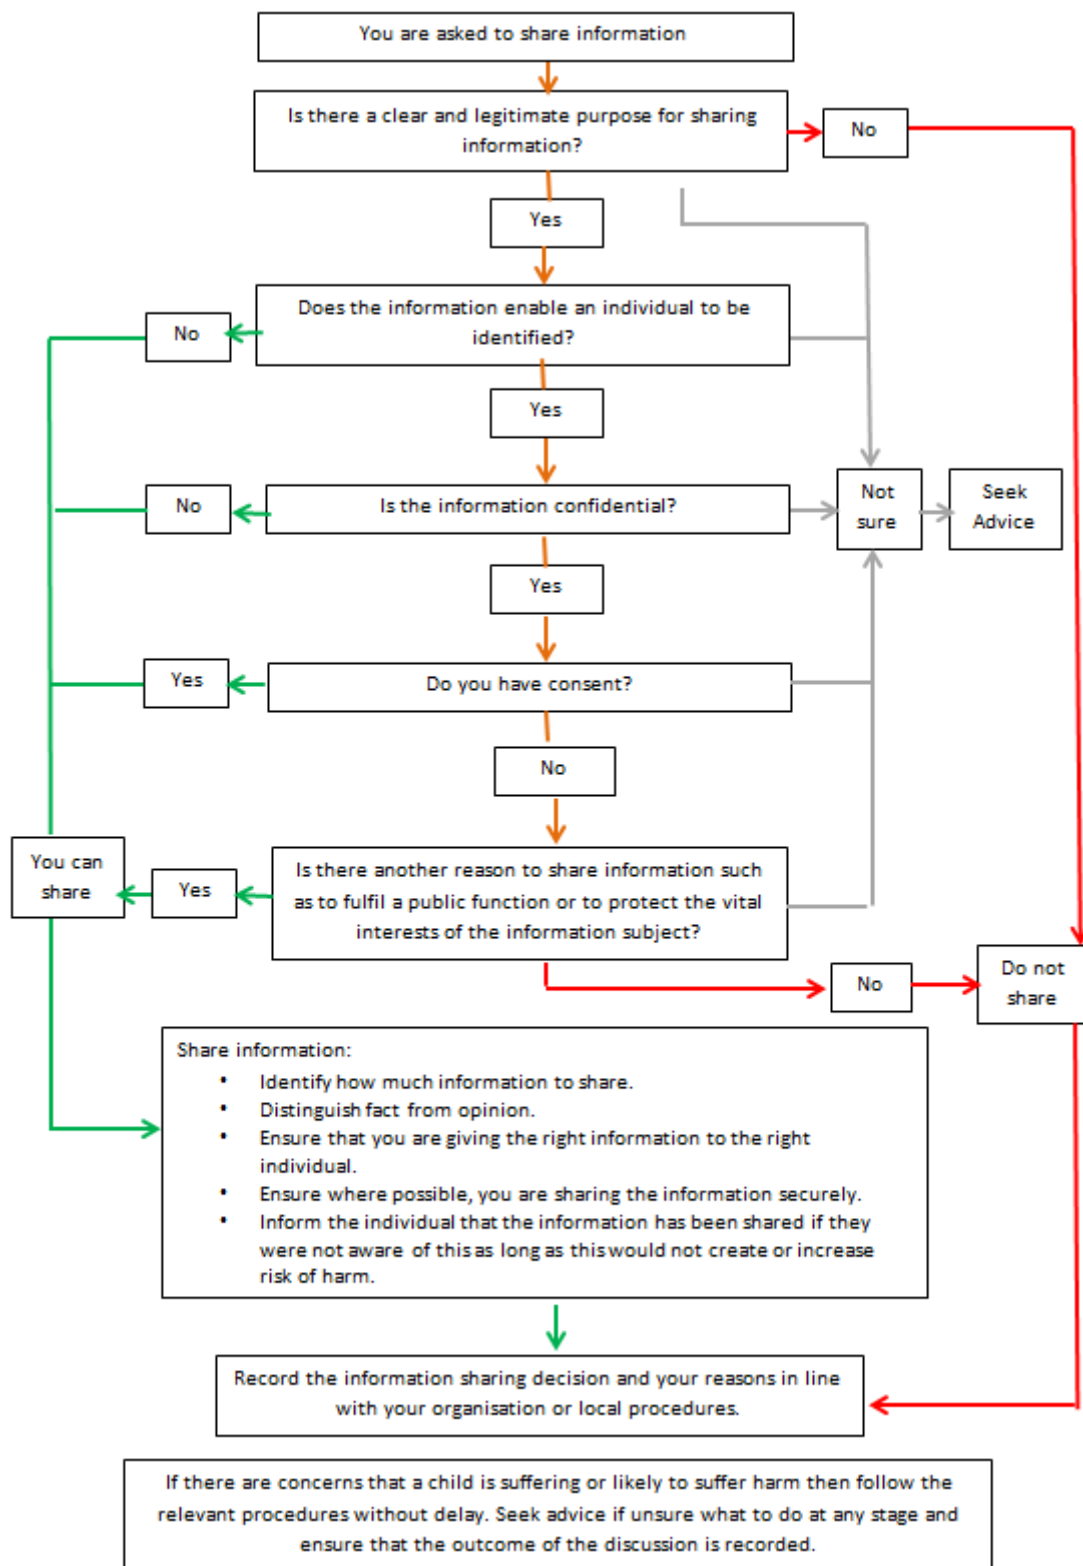 You are asked to share information
Is there a clear and legitimate purpose for sharing
information?
No
Yes
Does the information enable an individual to be
identified?
No
Yes
Is the information confidential?
No
Not
sure
Seek
Advice
Yes
Do you have consent?
Yes
No
Is there another reason to share information such
as to fulfil a public function or to protect the vital
interests of the information subject?
Yes
You can
share
No
Do not
share
Share information:
• Identify how much information to share.
• Distinguish fact from opinion.
• Ensure that you are giving the right information to the right
individual.
• Ensure where possible, you are sharing the information securely.
• Inform the individual that the information has been shared if they
were not aware of this as long as this would not create or increase
risk of harm.
Record the information sharing decision and your reasons in line
with your organisation or local procedures.
If there are concerns that a child is suffering or likely to suffer harm then follow the
relevant procedures without delay. Seek advice if unsure what to do at any stage and
ensure that the outcome of the discussion is recorded.